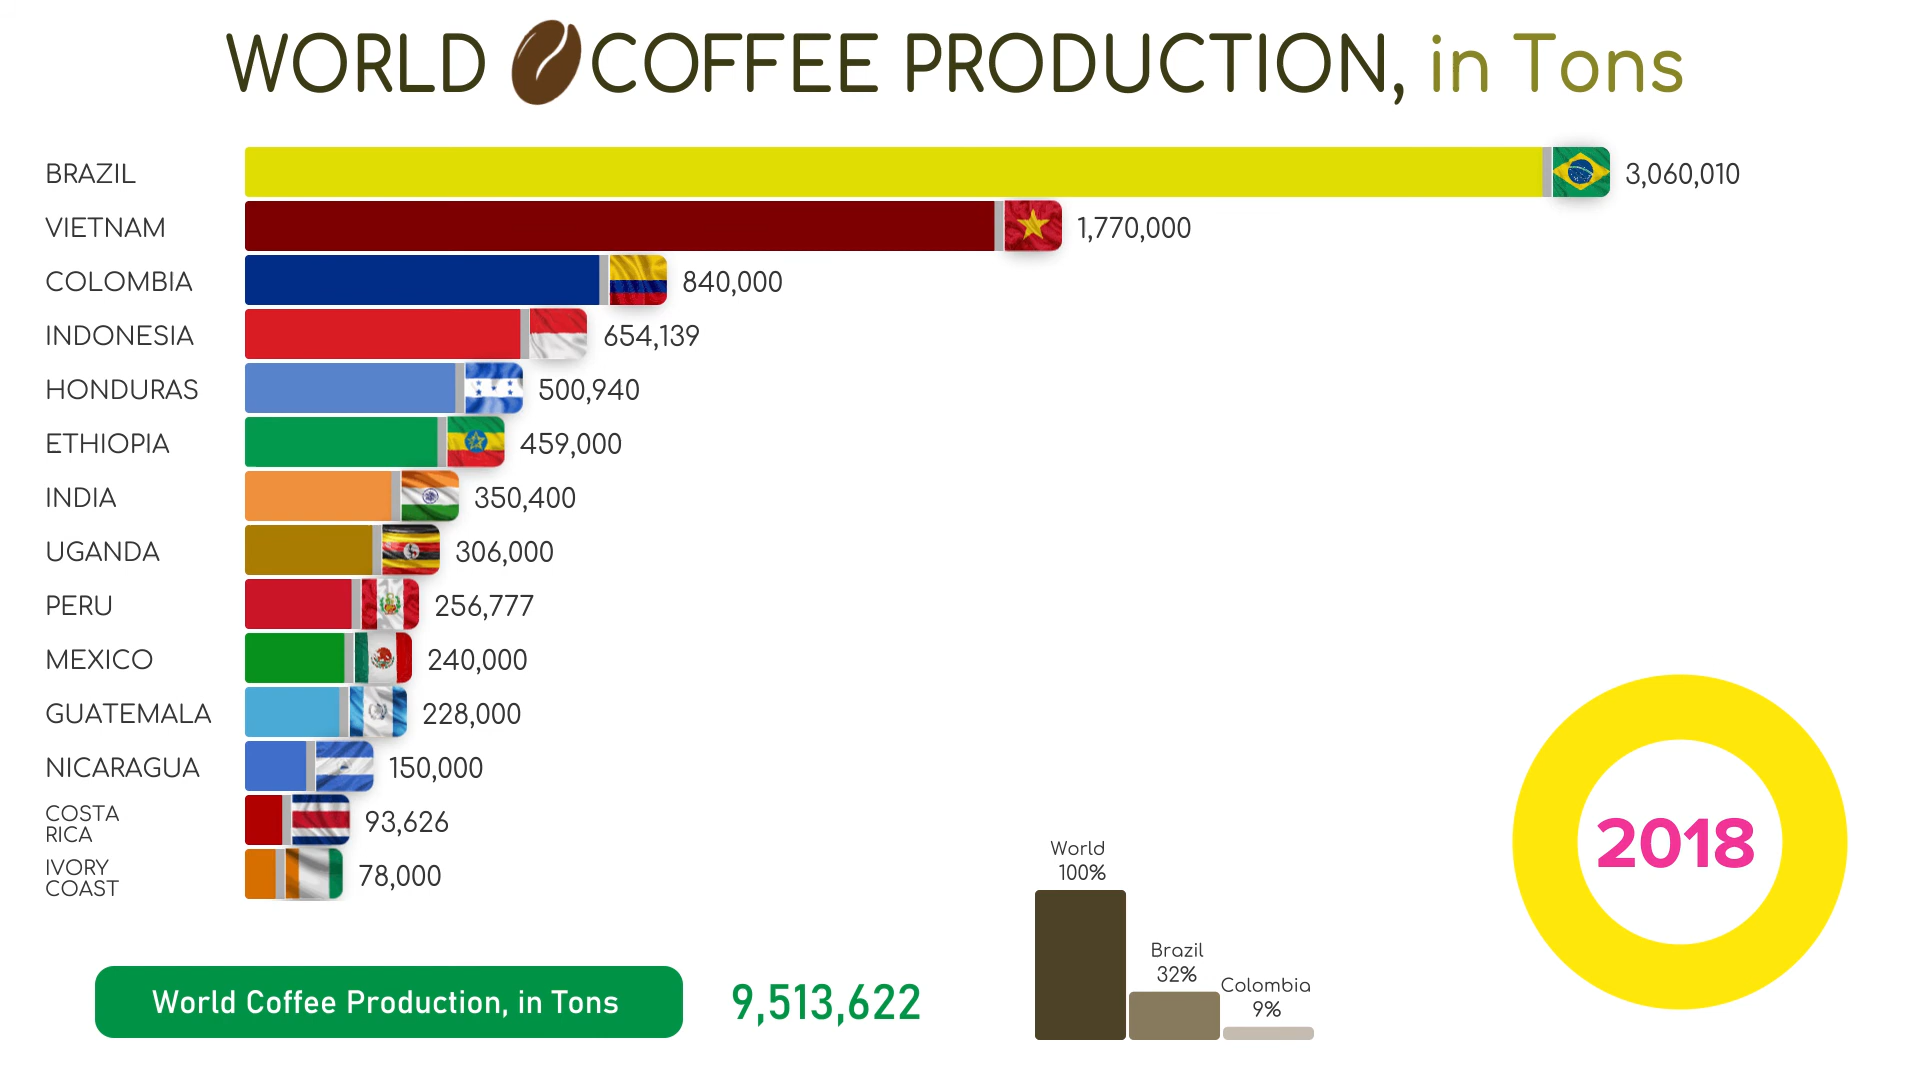 WORLD COFFEE PRODUCTION, in Tons
BRAZIL 3,060,010
VIETNAM 1,770,000
COLOMBIA 840,000
INDONESIA 654,139
HONDURAS 500,940
ETHIOPIA 459,000
INDIA 350,400
UGANDA 306,000
PERU 256,777
MEXICO 240,000
GUATEMALA 228,000
NICARAGUA 150,000
COSTA
RICA 93,626
IVORY
COAST 78,000
World Coffee Production, in Tons 9,513,622
World
100%
Brazil
32%
Colombia
9%
2018